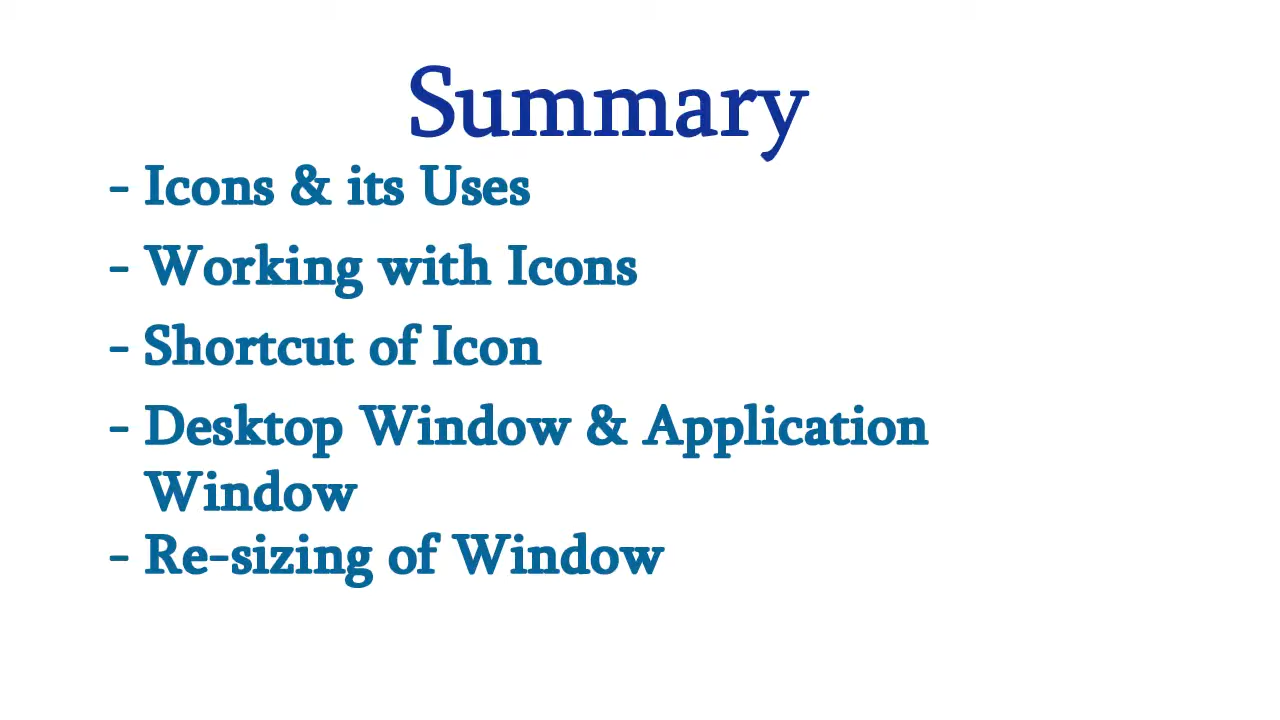 Summary
- Icons & its Uses
- Working with Icons
- Shortcut of Icon
- Desktop Window & Application
Window
- Re-sizing of Window